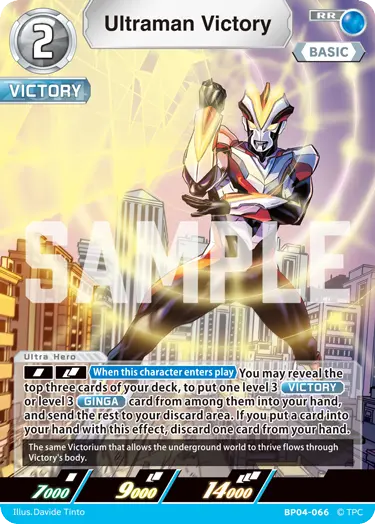 Ultraman Victory
2
RR
BASIC
VICTORY
SAMPLE
Ultra Hero
When this character enters play You may reveal the
top three cards of your deck, to put one level 3 VICTORY
or level 3 GINGA card from among them into your hand,
and send the rest to your discard area. If you put a card into
your hand with this effect, discard one card from your hand.
The same Victorium that allows the underworld to thrive flows through
Victory's body.
7000 9000 14000
Illus. Davide Tinto BP04-066 © TPC